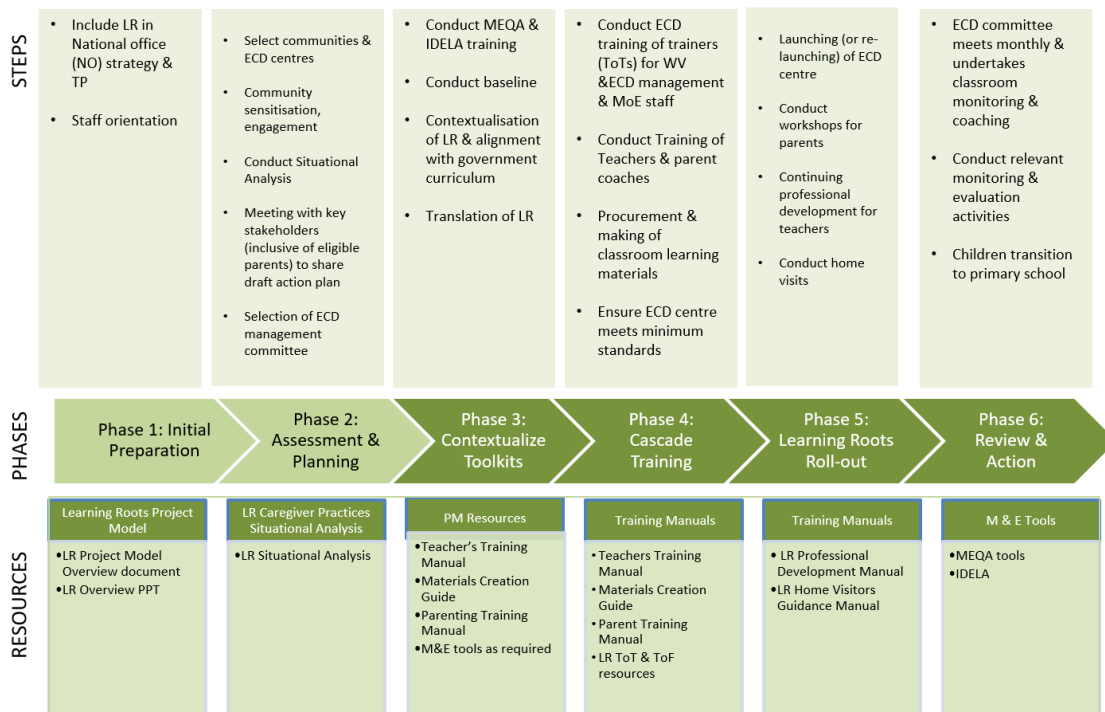 STEPS
• Include LR in
National office
(NO) strategy &
TP
• Staff orientation
• Select communities &
ECD centres
• Community
sensitisation,
engagement
• Conduct Situational
Analysis
• Meeting with key
stakeholders
(inclusive of eligible
parents) to share
draft action plan
• Selection of ECD
management
committee
• Conduct MEQA &
IDELA training
• Conduct baseline
• Contextualisation
of LR & alignment
with government
curriculum
• Translation of LR
• Conduct ECD
training of trainers
(ToTs) for WV
&ECD management
& MoE staff
• Conduct Training of
Teachers & parent
coaches
• Procurement &
making of
classroom learning
materials
• Ensure ECD centre
meets minimum
standards
• Launching (or re-
launching) of ECD
centre
• Conduct
workshops for
parents
• Continuing
professional
development for
teachers
• Conduct home
visits
• ECD committee
meets monthly &
undertakes
classroom
monitoring &
coaching
• Conduct relevant
monitoring &
evaluation
activities
• Children transition
to primary school
PHASES
Phase 1: Initial
Preparation
Phase 2:
Assessment &
Planning
Phase 3:
Contextualize
Toolkits
Phase 4:
Cascade
Training
Phase 5:
Learning Roots
Roll-out
Phase 6:
Review &
Action
RESOURCES
Learning Roots Project
Model
•LR Project Model
Overview document
•LR Overview PPT
LR Caregiver Practices
Situational Analysis
•LR Situational Analysis
PM Resources
•Teacher's Training
Manual
•Materials Creation
Guide
•Parenting Training
Manual
•M&E tools as required
Training Manuals
• Teachers Training
Manual
• Materials Creation
Guide
• Parent Training
Manual
• LR ToT & ToF
resources
Training Manuals
• LR Professional
Development Manual
•LR Home Visitors
Guidance Manual
M & E Tools
•MEQA tools
•IDELA